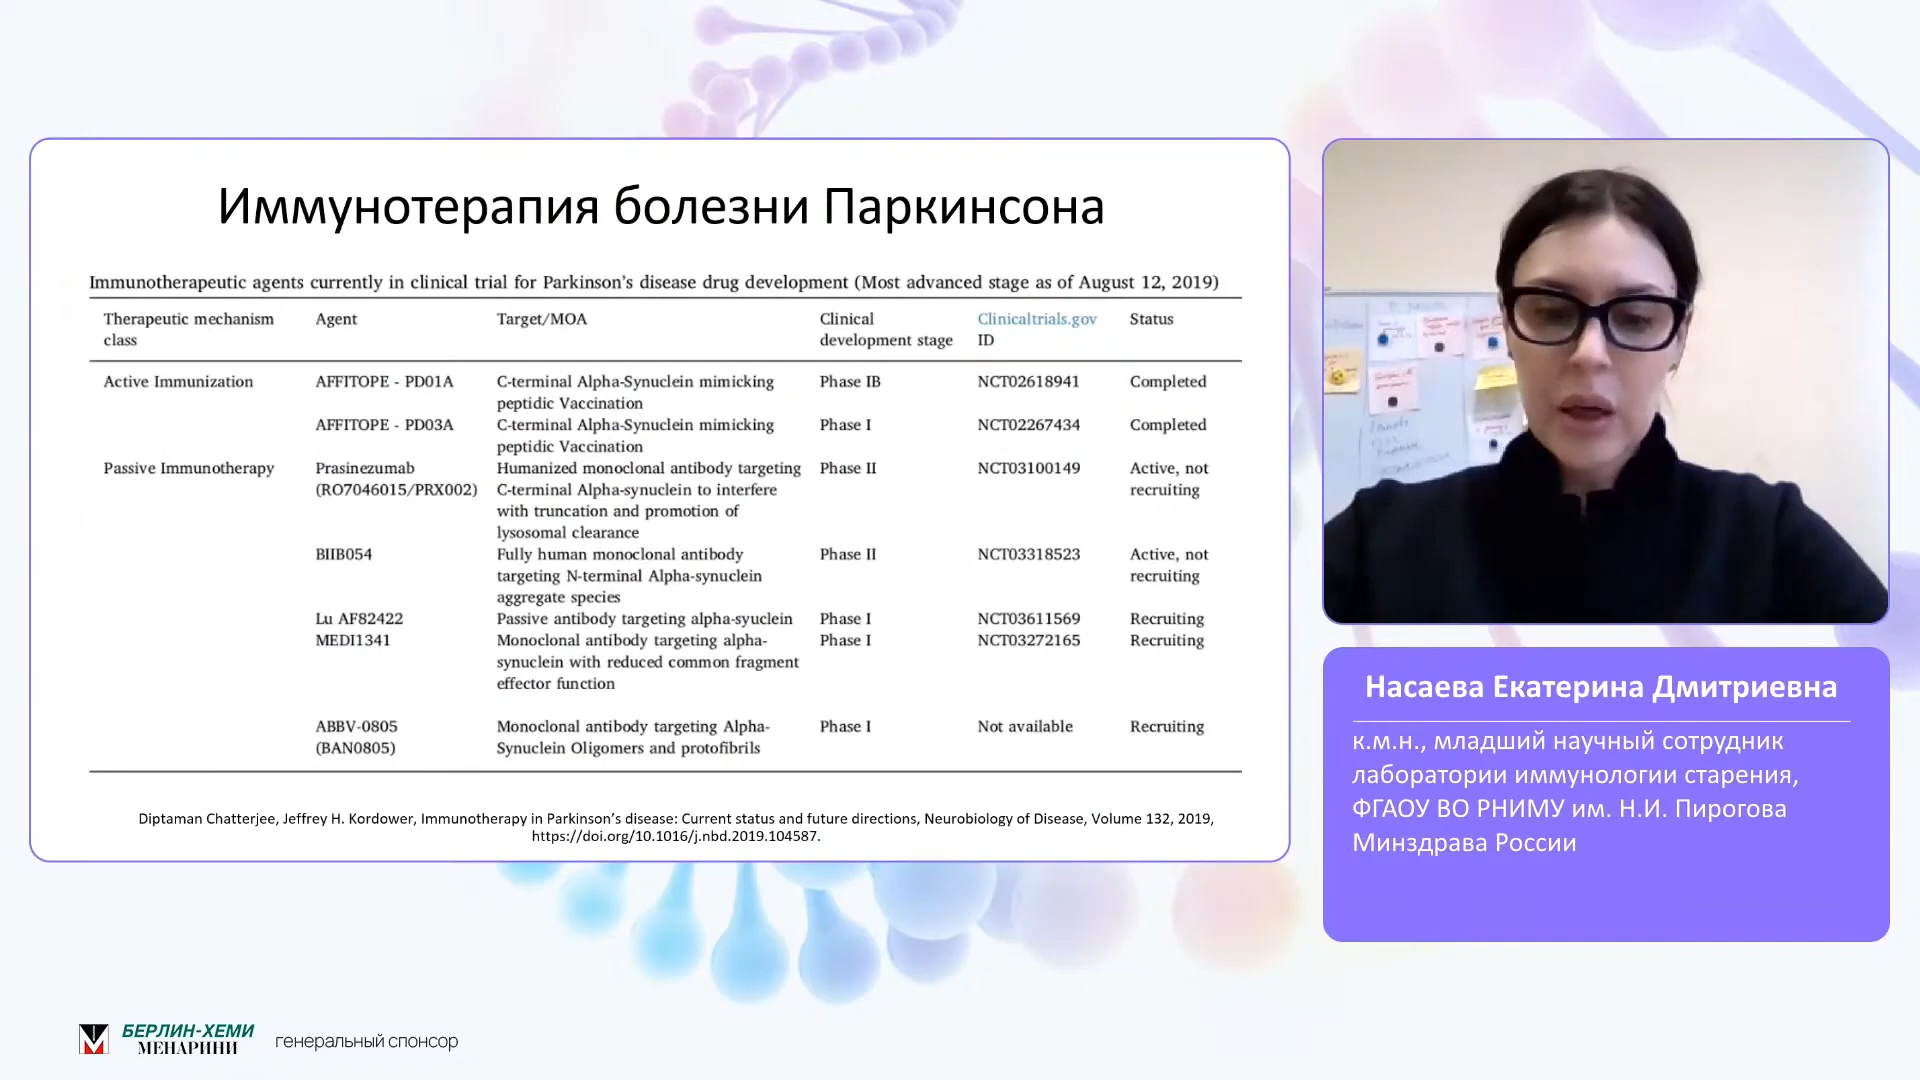 Иммунотерапия болезни Паркинсона
Immunotherapeutic agents currently in clinical trial for Parkinson's disease drug development (Most advanced stage as of August 12, 2019)
Therapeutic mechanism class Agent Target/MOA Clinical development stage Clinicaltrials.gov ID Status
Active Immunization AFFITOPE - PD01A C-terminal Alpha-Synuclein mimicking peptidic Vaccination Phase IB NCT02618941 Completed
AFFITOPE - PD03A C-terminal Alpha-Synuclein mimicking peptidic Vaccination Phase I NCT02267434 Completed
Passive Immunotherapy Prasinezumab (RO7046015/PRX002) Humanized monoclonal antibody targeting C-terminal Alpha-synuclein to interfere with truncation and promotion of lysosomal clearance Phase II NCT03100149 Active, not recruiting
BIIB054 Fully human monoclonal antibody targeting N-terminal Alpha-synuclein aggregate species Phase II NCT03318523 Active, not recruiting
Lu AF82422 Passive antibody targeting alpha-syuclein Phase I NCT03611569 Recruiting
MEDI1341 Monoclonal antibody targeting alpha-synuclein with reduced common fragment effector function Phase I NCT03272165 Recruiting
ABBV-0805 (BAN0805) Monoclonal antibody targeting Alpha-Synuclein Oligomers and protofibrils Phase I Not available Recruiting
Diptaman Chatterjee, Jeffrey H. Kordower, Immunotherapy in Parkinson's disease: Current status and future directions, Neurobiology of Disease, Volume 132, 2019,
https://doi.org/10.1016/j.nbd.2019.104587.
Насаева Екатерина Дмитриевна
к.м.н., младший научный сотрудник
лаборатории иммунологии старения,
ФГАОУ ВО РНИМУ им. Н.И. Пирогова
Минздрава России
БЕРЛИН-ХЕМИ
МЕНАРИНИ
генеральный спонсор